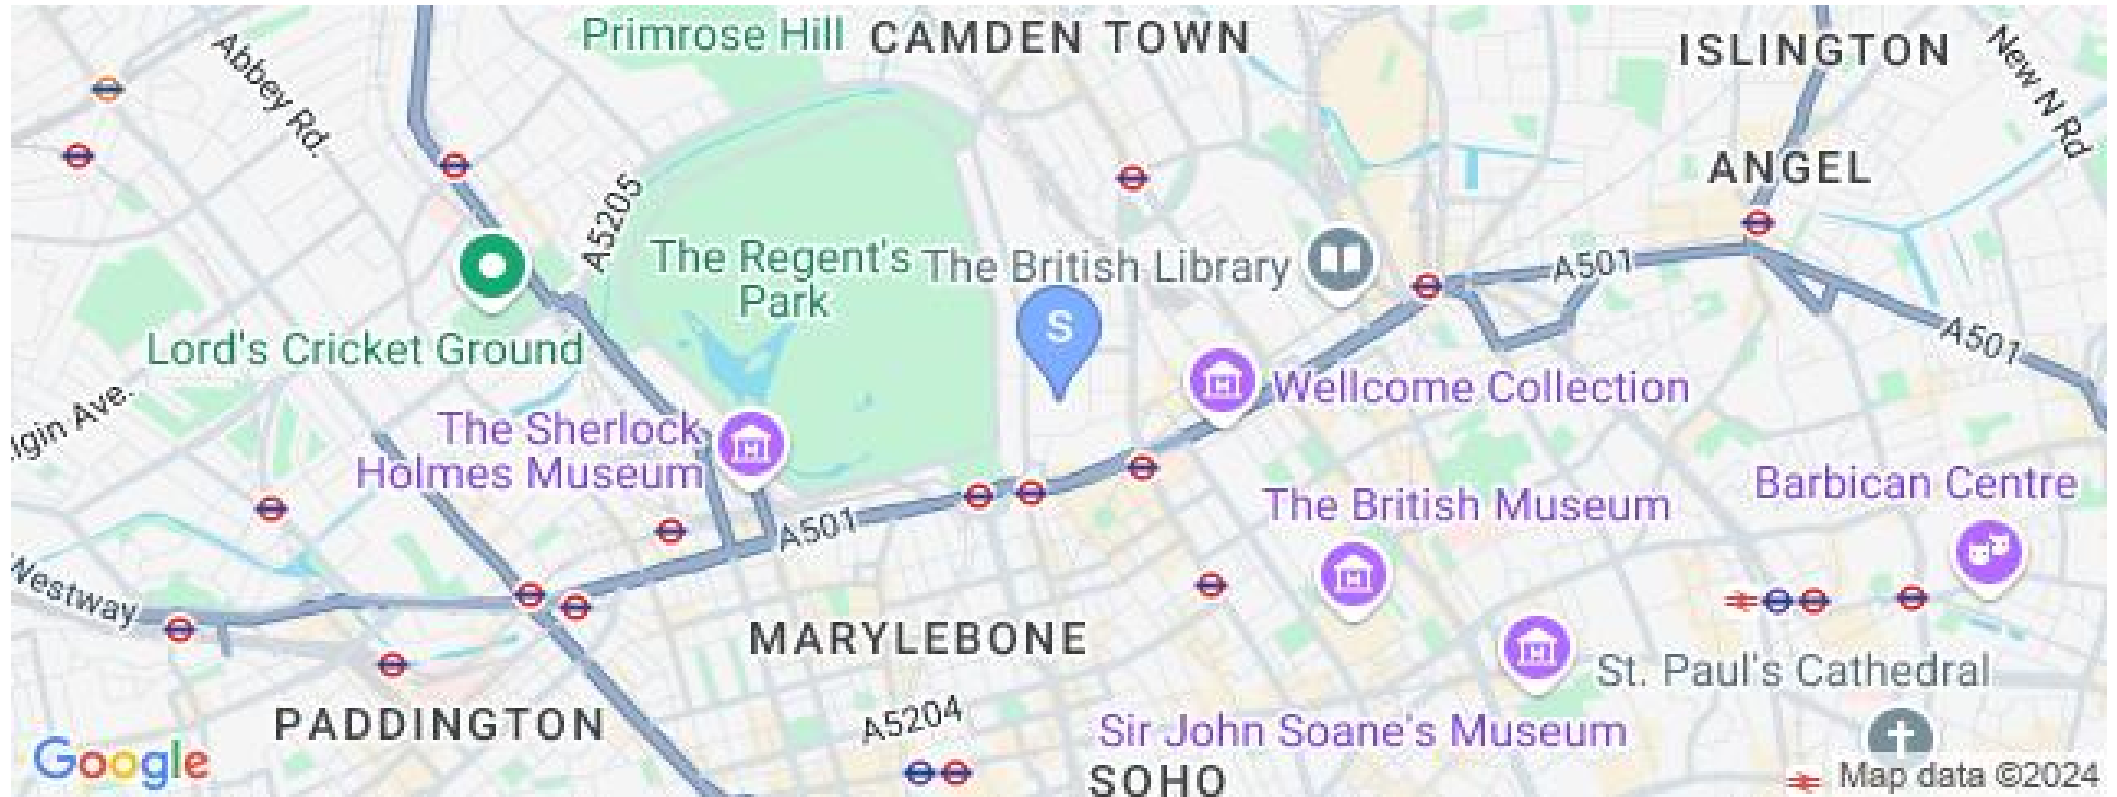 Primrose Hill
CAMDEN TOWN
ISLINGTON
New N Rd
Abbey Rd.
ANGEL
A5205
The Regent's
Park
The British Library
A501
S
Lord's Cricket Ground
A501
Wellcome Collection
lgin Ave.
The Sherlock
Holmes Museum
Barbican Centre
The British Museum
A501
Westway
MARYLEBONE
St. Paul's Cathedral
PADDINGTON
A5204
Sir John Soane's Museum
SOHO
Google
Map data ©2024